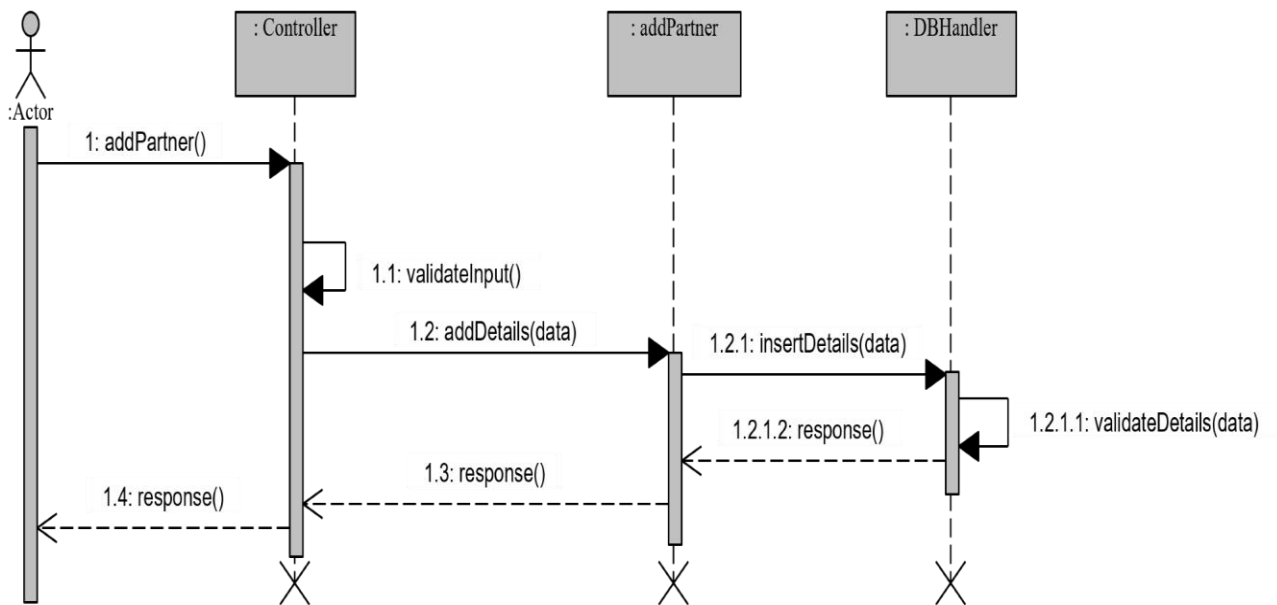 : Controller
: addPartner
: DBHandler
:Actor
1: addPartner()
1.1: validateInput()
1.2: addDetails(data)
1.2.1: insertDetails(data)
1.2.1.1: validateDetails(data)
1.2.1.2: response()
1.3: response()
1.4: response()